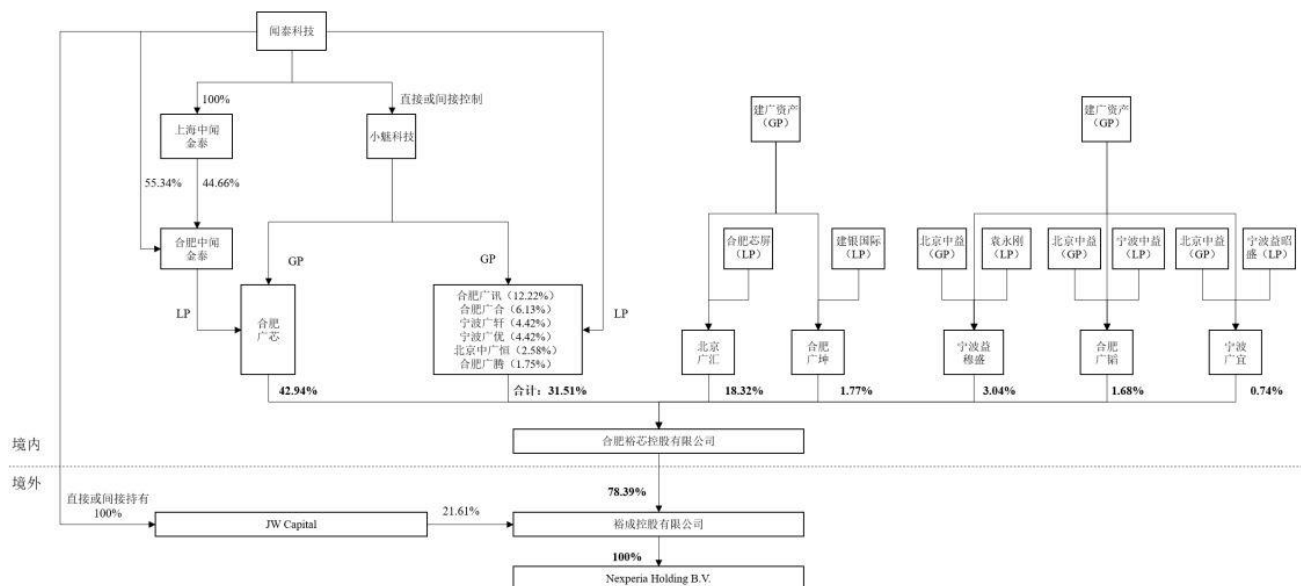 闻泰科技
100%
直接或间接控制
上海中闻
金泰
小魅科技
建广资产
（GP）
建广资产
（GP）
55.34%
44.66%
合肥中闻
金泰
合肥芯屏
（LP）
建银国际
（LP）
北京中益
（GP）
袁永刚
（LP）
北京中益
（GP）
宁波中益
（LP）
北京中益
（GP）
宁波益昭
盛（LP）
GP
GP
LP
LP
合肥
广芯
合肥广讯（12.22%）
合肥广合（6.13%）
宁波广轩（4.42%）
宁波广优（4.42%）
北京中广恒（2.58%）
合肥广腾（1.75%）
北京
广汇
合肥
广坤
宁波益
穆盛
合肥
广韬
宁波
广宜
42.94%
合计：31.51%
18.32%
1.77%
3.04%
1.68%
0.74%
合肥裕芯控股有限公司
境内
境外
78.39%
直接或间接持有
100%
JW Capital
21.61%
裕成控股有限公司
100%
Nexperia Holding B.V.